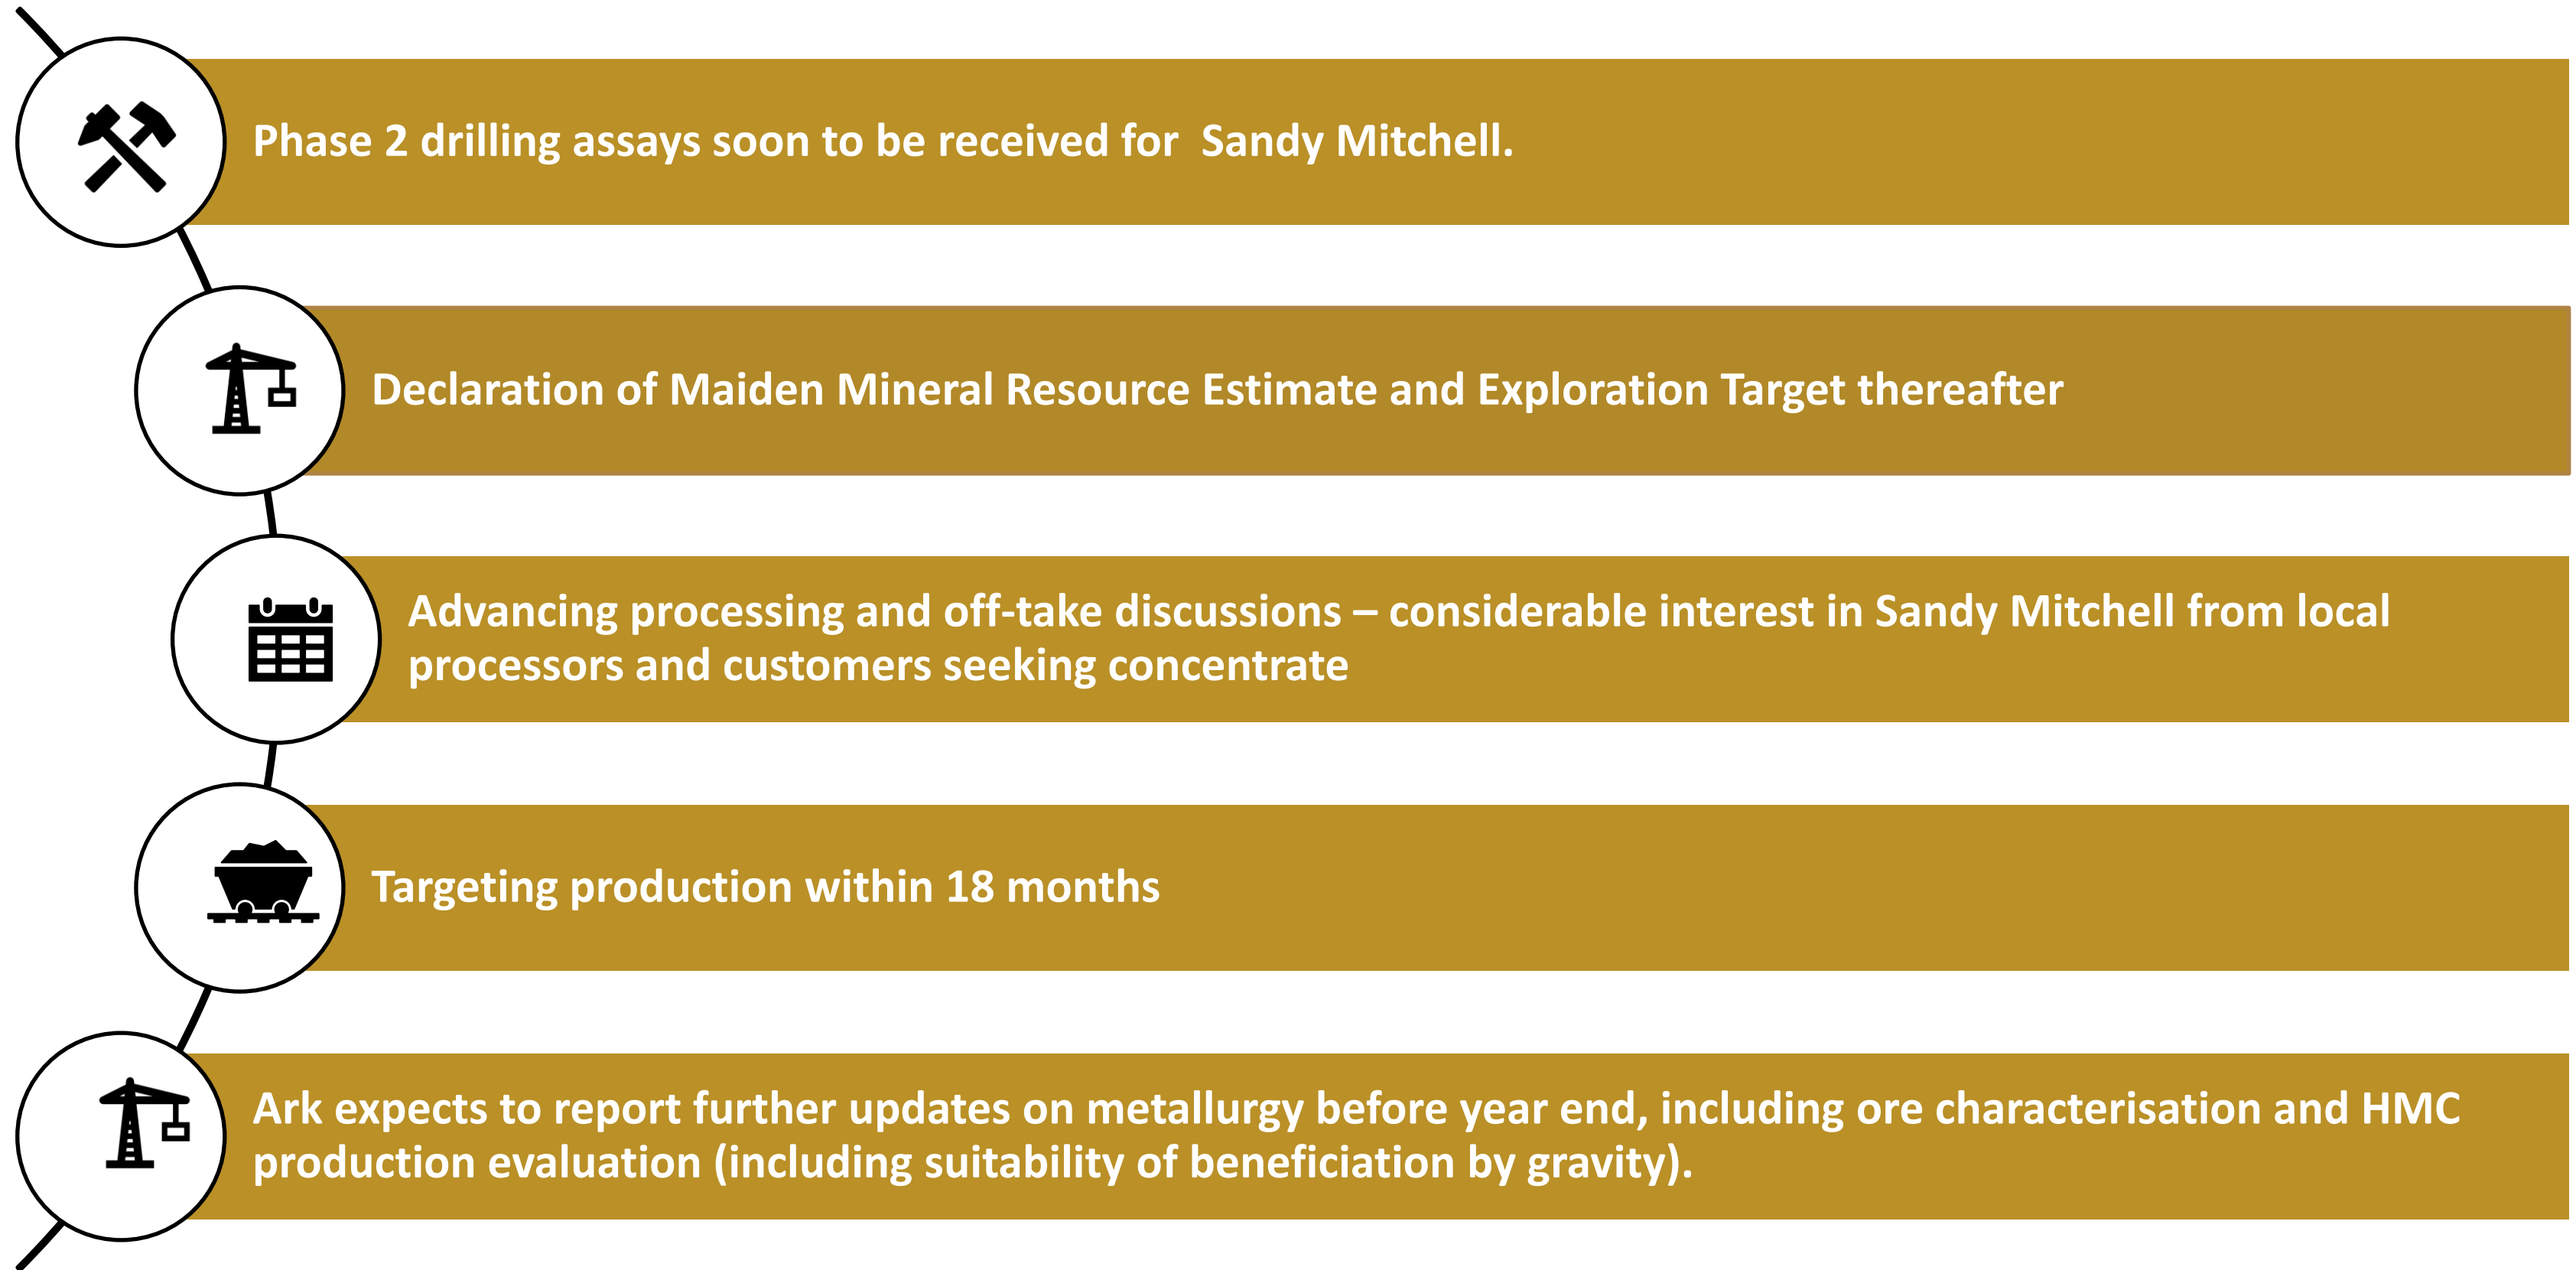 Phase 2 drilling assays soon to be received for  Sandy Mitchell.
Declaration of Maiden Mineral Resource Estimate and Exploration Target thereafter
Advancing processing and off-take discussions – considerable interest in Sandy Mitchell from local
processors and customers seeking concentrate
Targeting production within 18 months
Ark expects to report further updates on metallurgy before year end, including ore characterisation and HMC
production evaluation (including suitability of beneficiation by gravity).